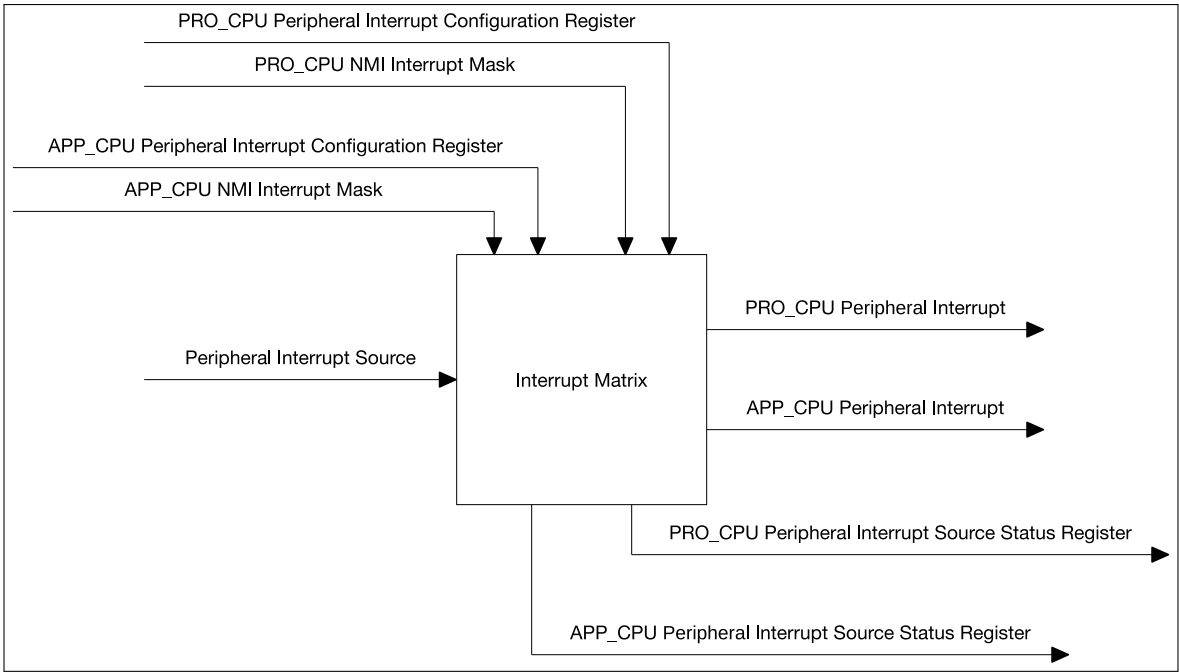 PRO_CPU Peripheral Interrupt Configuration Register
PRO_CPU NMI Interrupt Mask
APP_CPU Peripheral Interrupt Configuration Register
APP_CPU NMI Interrupt Mask
PRO_CPU Peripheral Interrupt
Peripheral Interrupt Source
Interrupt Matrix
APP_CPU Peripheral Interrupt
PRO_CPU Peripheral Interrupt Source Status Register
APP_CPU Peripheral Interrupt Source Status Register